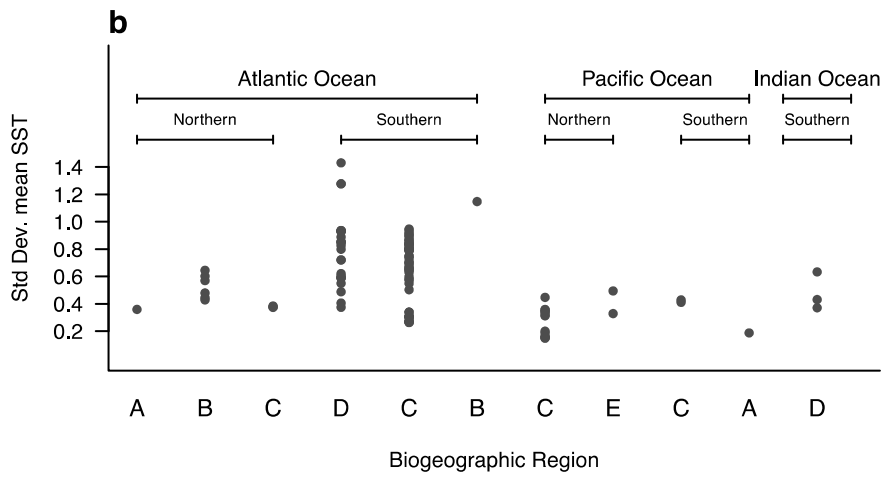 b
Atlantic Ocean Pacific Ocean Indian Ocean
Northern Southern Northern Southern Southern
Std Dev. mean SST
1.4
1.2
1.0
0.8
0.6
0.4
0.2
A B C D C B C E C A D
Biogeographic Region